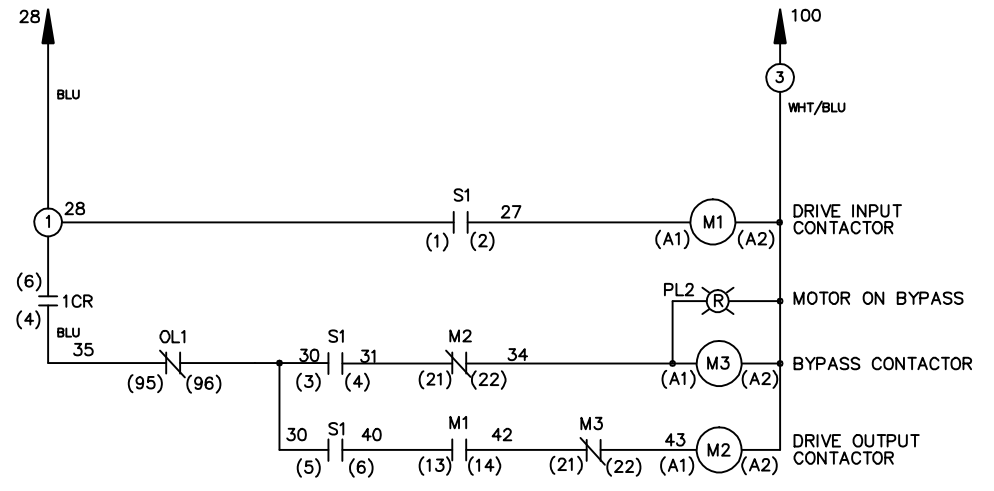 28
100
3
BLU
WHT/BLU
1
28
S1
27
M1
(1) (2)
(A1) (A2)
DRIVE INPUT
CONTACTOR
(6)
1CR
(4)
PL2
R
MOTOR ON BYPASS
BLU
35
OL1
(95) (96)
30
S1
31
(3) (4)
M2
(21) (22)
34
M3
(A1) (A2)
BYPASS CONTACTOR
30
S1
40
(5) (6)
M1
42
(13) (14)
M3
(21) (22)
43
M2
(A1) (A2)
DRIVE OUTPUT
CONTACTOR